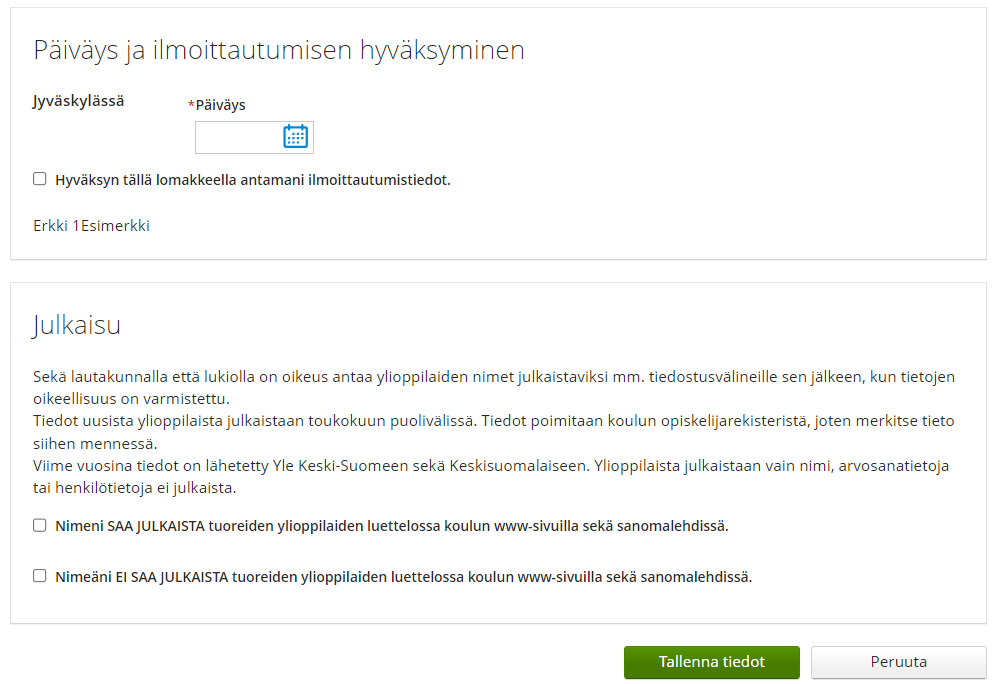 Päiväys ja ilmoittautumisen hyväksyminen
Jyväskylässä
*Päiväys
Hyväksyn tällä lomakkeella antamani ilmoittautumistiedot.
Erkki 1Esimerkki
Julkaisu
Sekä lautakunnalla että lukiolla on oikeus antaa ylioppilaiden nimet julkaistaviksi mm. tiedostusvälineille sen jälkeen, kun tietojen
oikeellisuus on varmistettu.
Tiedot uusista ylioppilaista julkaistaan toukokuun puolivälissä. Tiedot poimitaan koulun opiskelijarekisteristä, joten merkitse tieto
siihen mennessä.
Viime vuosina tiedot on lähetetty Yle Keski-Suomeen sekä Keskisuomalaiseen. Ylioppilaista julkaistaan vain nimi, arvosanatietoja
tai henkilötietoja ei julkaista.
Nimeni SAA JULKAISTA tuoreiden ylioppilaiden luettelossa koulun www-sivuilla sekä sanomalehdissä.
Nimeäni EI SAA JULKAISTA tuoreiden ylioppilaiden luettelossa koulun www-sivuilla sekä sanomalehdissä.
Tallenna tiedot
Peruuta